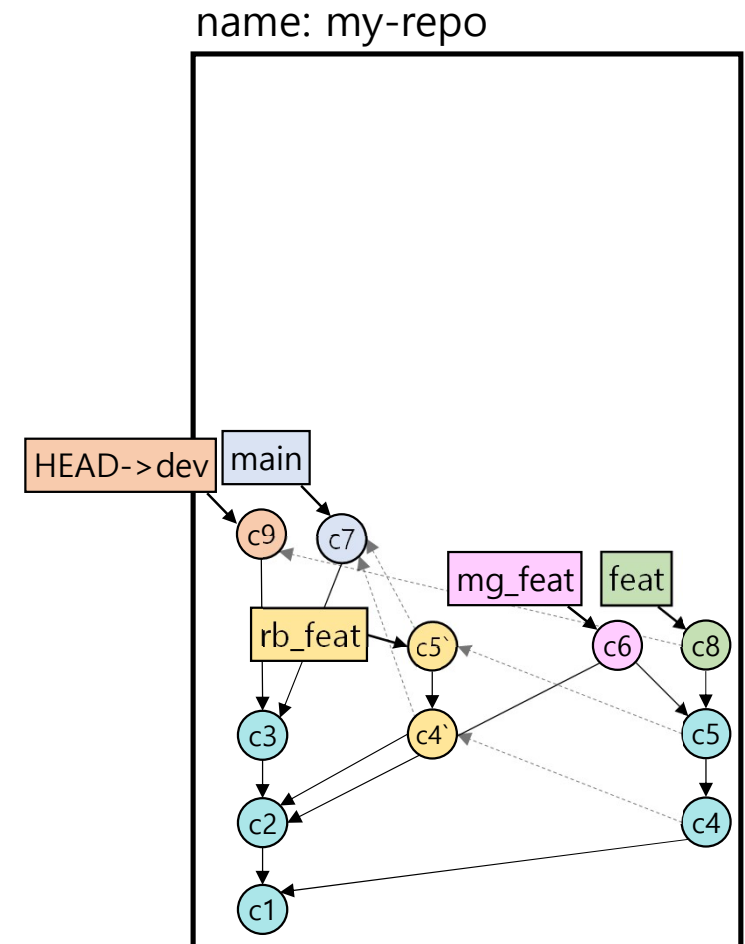 name: my-repo
HEAD->dev
main
c9
c7
mg_feat
feat
rb_feat
c5`
c6
c8
c3
c4`
c5
c2
c4
c1